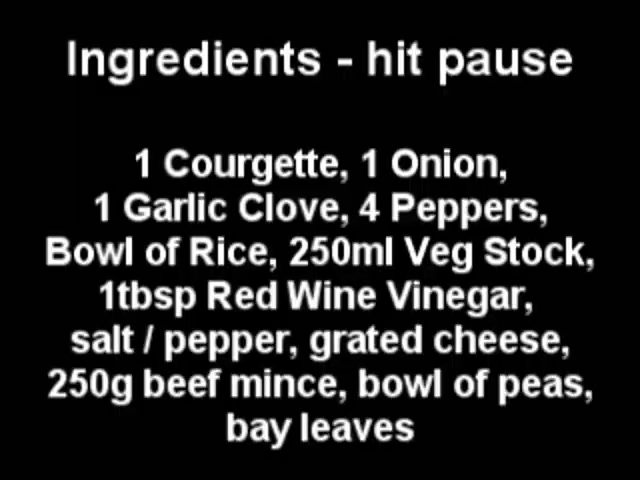 Ingredients - hit pause
1 Courgette, 1 Onion,
1 Garlic Clove, 4 Peppers,
Bowl of Rice, 250ml Veg Stock,
1tbsp Red Wine Vinegar,
salt / pepper, grated cheese,
250g beef mince, bowl of peas,
bay leaves